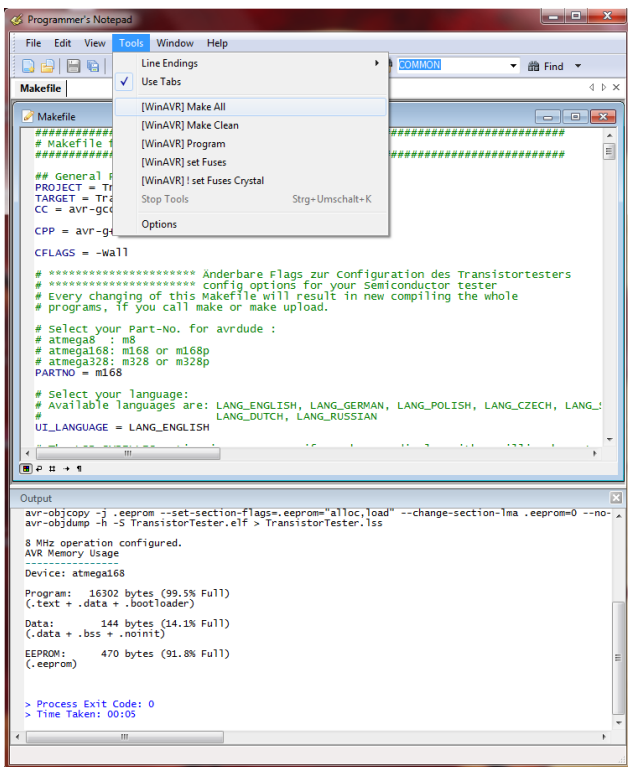 Programmer's Notepad
File Edit View Tools Window Help
COMMON
Find
Makefile
Line Endings
Use Tabs
[WinAVR] Make All
[WinAVR] Make Clean
[WinAVR] Program
[WinAVR] set Fuses
[WinAVR] ! set Fuses Crystal
Stop Tools Strg+Umschalt+K
Options
Makefile
# Makefile
## General
PROJECT =
TARGET =
CC =
CPP =
CFLAGS = -Wall
# ********************** Änderbare Flags zur Configuration des Transistortesters
# ********************** config options for your Semiconductor tester
# Every changing of this Makefile will result in new compiling the whole
# programs, if you call make or make upload.
# Select your Part-No. for avrdude :
# atmega8 : m8
# atmega168: m168 or m168p
# atmega328: m328 or m328p
PARTNO = m168
# Select your language:
# Available languages are: LANG_ENGLISH, LANG_GERMAN, LANG_POLISH, LANG_CZECH,
# LANG_DUTCH, LANG_RUSSIAN
UI_LANGUAGE = LANG_ENGLISH
Output
avr-objcopy -j .eeprom --set-section-flags=.eeprom="alloc,load" --change-section-lma .eeprom=0 --no-
avr-objdump -h -S TransistorTester.elf > TransistorTester.lss
8 MHz operation configured.
AVR Memory Usage
----------------
Device: atmega168
Program: 16302 bytes (99.5% Full)
(.text + .data + .bootloader)
Data: 144 bytes (14.1% Full)
(.data + .bss + .noinit)
EEPROM: 470 bytes (91.8% Full)
(.eeprom)
> Process Exit Code: 0
> Time Taken: 00:05